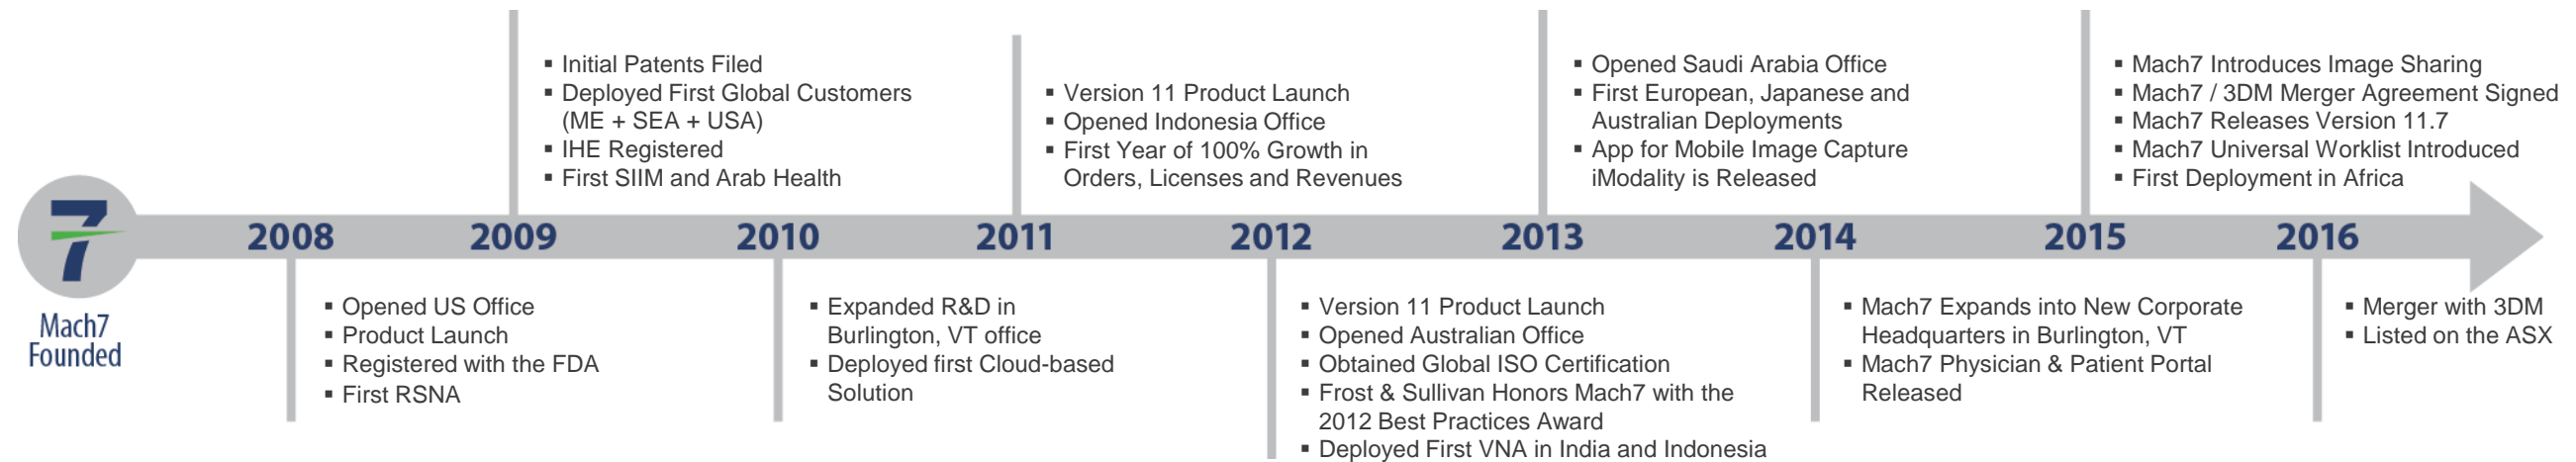 7
Mach7
Founded
2008
▪ Opened US Office
▪ Product Launch
▪ Registered with the FDA
▪ First RSNA
2009
▪ Initial Patents Filed
▪ Deployed First Global Customers
(ME + SEA + USA)
▪ IHE Registered
▪ First SIIM and Arab Health
2010
▪ Expanded R&D in
Burlington, VT office
▪ Deployed first Cloud-based
Solution
2011
▪ Version 11 Product Launch
▪ Opened Indonesia Office
▪ First Year of 100% Growth in
Orders, Licenses and Revenues
2012
▪ Version 11 Product Launch
▪ Opened Australian Office
▪ Obtained Global ISO Certification
▪ Frost & Sullivan Honors Mach7 with the
2012 Best Practices Award
▪ Deployed First VNA in India and Indonesia
2013
▪ Opened Saudi Arabia Office
▪ First European, Japanese and
Australian Deployments
▪ App for Mobile Image Capture
iModality is Released
2014
▪ Mach7 Expands into New Corporate
Headquarters in Burlington, VT
▪ Mach7 Physician & Patient Portal
Released
2015
▪ Mach7 Introduces Image Sharing
▪ Mach7 / 3DM Merger Agreement Signed
▪ Mach7 Releases Version 11.7
▪ Mach7 Universal Worklist Introduced
▪ First Deployment in Africa
2016
▪ Merger with 3DM
▪ Listed on the ASX